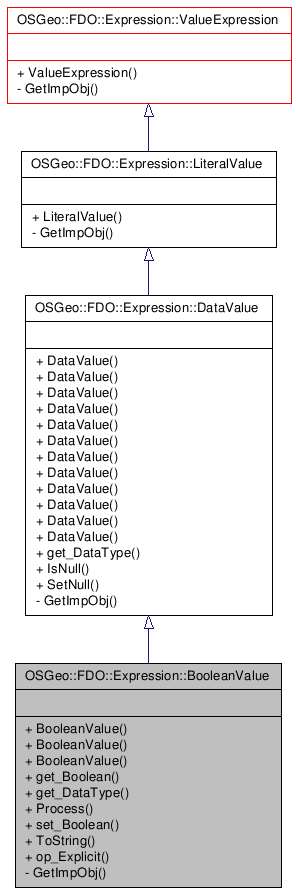 OSGeo::FDO::Expression::ValueExpression
+ ValueExpression()
- GetImpObj()
OSGeo::FDO::Expression::LiteralValue
+ LiteralValue()
- GetImpObj()
OSGeo::FDO::Expression::DataValue
+ DataValue()
+ DataValue()
+ DataValue()
+ DataValue()
+ DataValue()
+ DataValue()
+ DataValue()
+ DataValue()
+ DataValue()
+ DataValue()
+ DataValue()
+ DataValue()
+ get_DataType()
+ IsNull()
+ SetNull()
- GetImpObj()
OSGeo::FDO::Expression::BooleanValue
+ BooleanValue()
+ BooleanValue()
+ BooleanValue()
+ get_Boolean()
+ get_DataType()
+ Process()
+ set_Boolean()
+ ToString()
+ op_Explicit()
- GetImpObj()